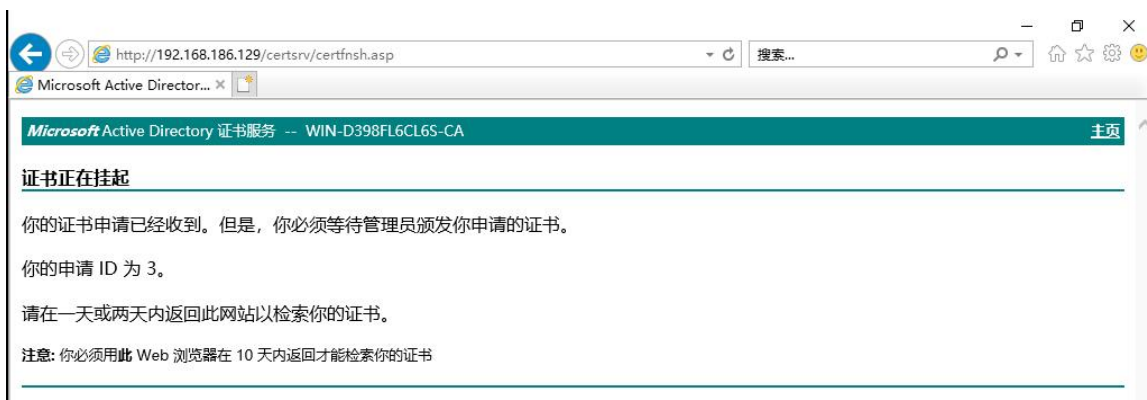 http://192.168.186.129/certsrv/certfnsh.asp
搜索...
Microsoft Active Director...
Microsoft Active Directory 证书服务 -- WIN-D398FL6CL6S-CA
主页
证书正在挂起
你的证书申请已经收到。但是，你必须等待管理员颁发你申请的证书。
你的申请 ID 为 3。
请在一天或两天内返回此网站以检索你的证书。
注意: 你必须用此 Web 浏览器在 10 天内返回才能检索你的证书